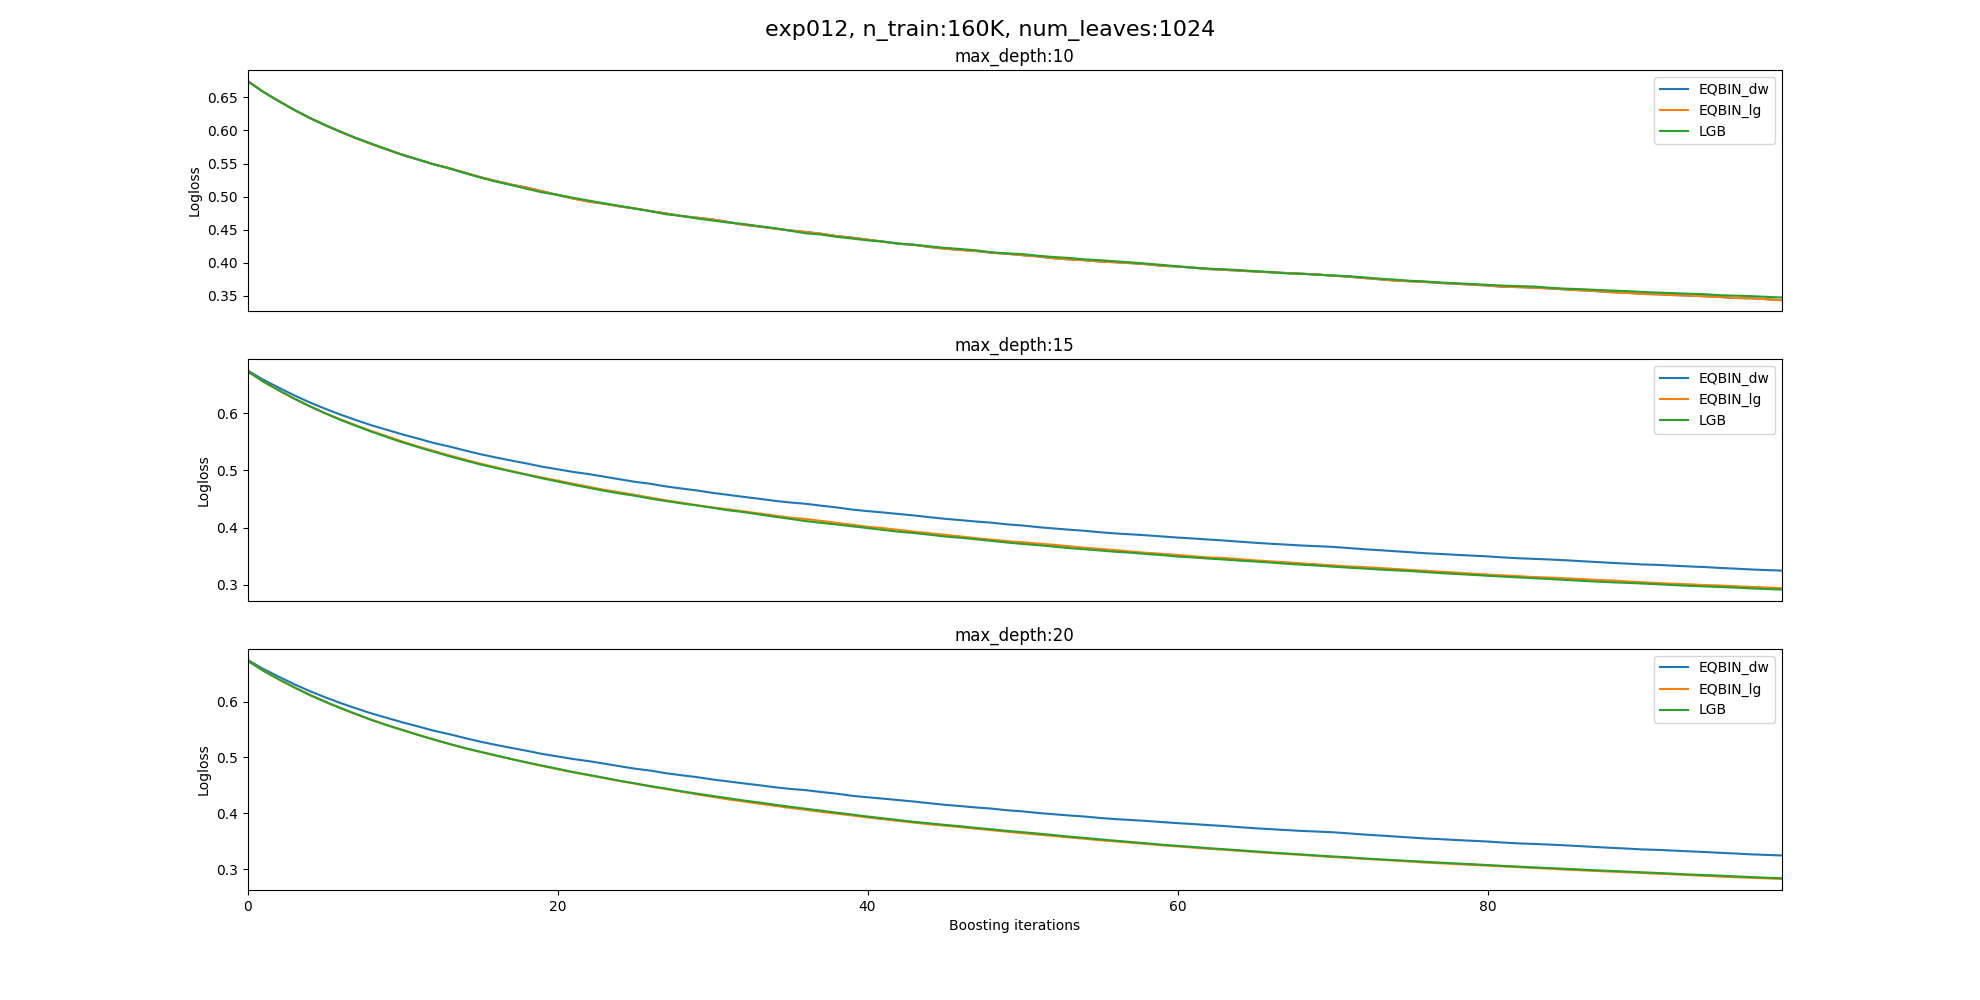 exp012, n_train:160K, num_leaves:1024
max_depth:10
0.65
0.60
0.55
0.50
0.45
0.40
0.35
Logloss
EQBIN_dw
EQBIN_lg
LGB
max_depth:15
0.6
0.5
0.4
0.3
Logloss
EQBIN_dw
EQBIN_lg
LGB
max_depth:20
0.6
0.5
0.4
0.3
Logloss
EQBIN_dw
EQBIN_lg
LGB
0 20 40 60 80
Boosting iterations